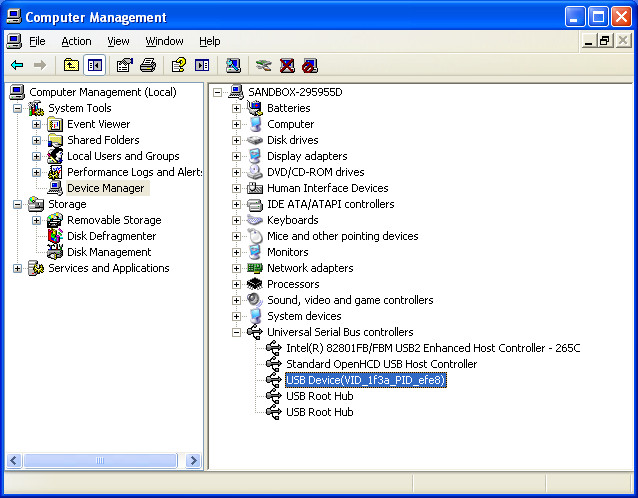 Computer Management
File Action View Window Help
Computer Management (Local)
System Tools
Event Viewer
Shared Folders
Local Users and Groups
Performance Logs and Alerts
Device Manager
Storage
Removable Storage
Disk Defragmenter
Disk Management
Services and Applications
SANDBOX-295955D
Batteries
Computer
Disk drives
Display adapters
DVD/CD-ROM drives
Human Interface Devices
IDE ATA/ATAPI controllers
Keyboards
Mice and other pointing devices
Monitors
Network adapters
Processors
Sound, video and game controllers
System devices
Universal Serial Bus controllers
Intel(R) 82801FB/FBM USB2 Enhanced Host Controller - 265C
Standard OpenHCD USB Host Controller
USB Device(VID_1f3a_PID_efe8)
USB Root Hub
USB Root Hub